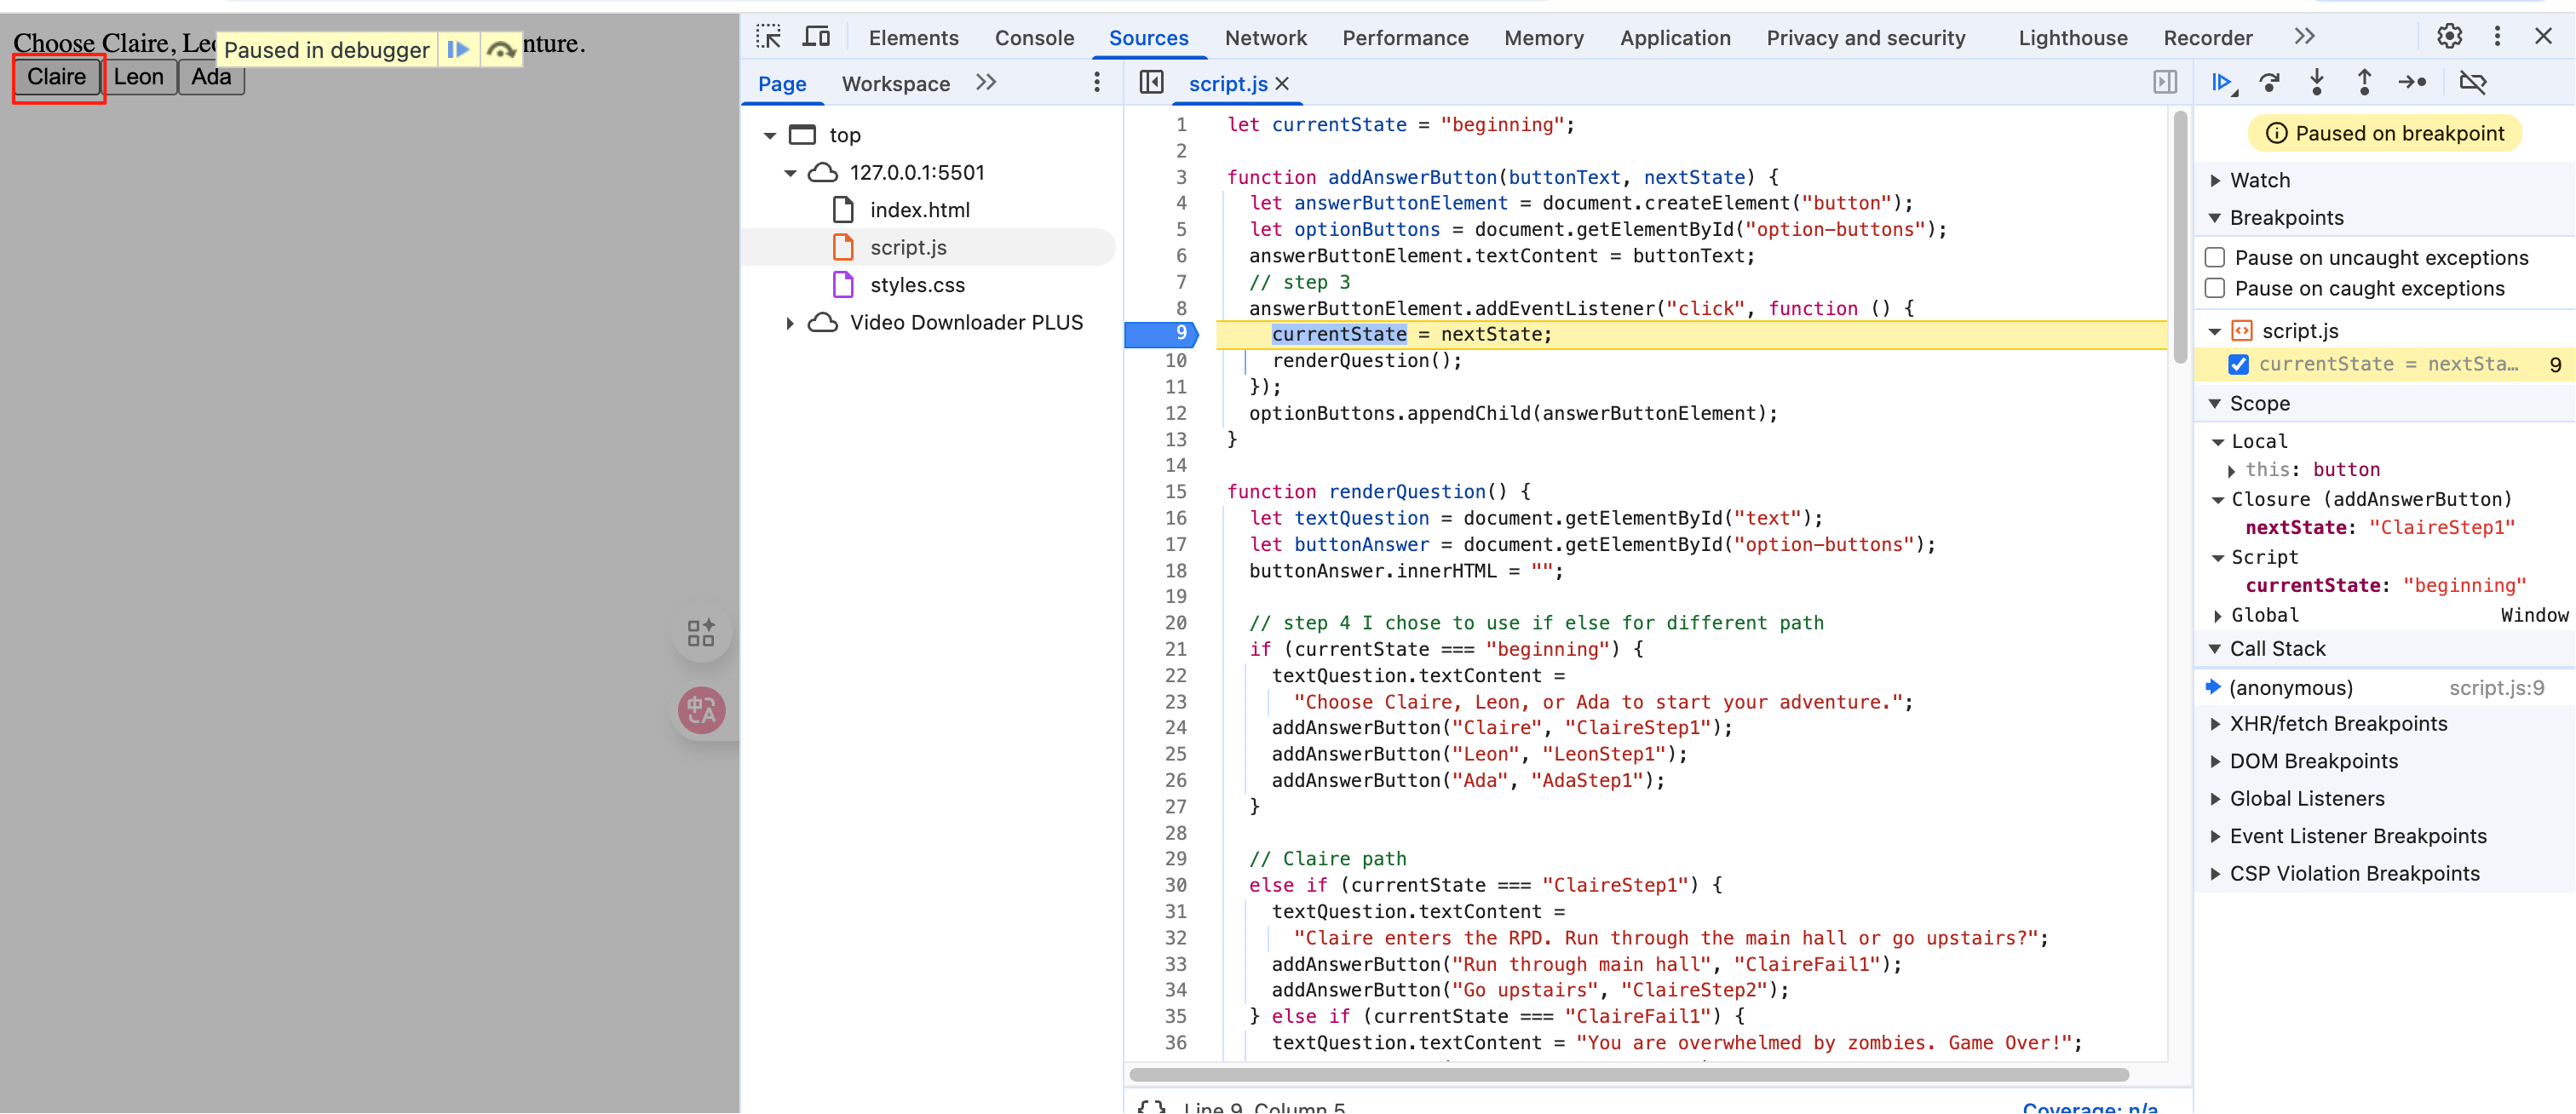 Choose Claire, Leo
nture.
Paused in debugger
Claire Leon Ada
中A
Elements Console Sources Network Performance Memory Application Privacy and security Lighthouse Recorder
Page Workspace
top
127.0.0.1:5501
index.html
script.js
styles.css
Video Downloader PLUS
script.js
1 let currentState = "beginning";
2
3 function addAnswerButton(buttonText, nextState) {
4 let answerButtonElement = document.createElement("button");
5 let optionButtons = document.getElementById("option-buttons");
6 answerButtonElement.textContent = buttonText;
7 // step 3
8 answerButtonElement.addEventListener("click", function () {
9 currentState = nextState;
10 renderQuestion();
11 });
12 optionButtons.appendChild(answerButtonElement);
13 }
14
15 function renderQuestion() {
16 let textQuestion = document.getElementById("text");
17 let buttonAnswer = document.getElementById("option-buttons");
18 buttonAnswer.innerHTML = "";
19
20 // step 4 I chose to use if else for different path
21 if (currentState === "beginning") {
22 textQuestion.textContent =
23 "Choose Claire, Leon, or Ada to start your adventure.";
24 addAnswerButton("Claire", "ClaireStep1");
25 addAnswerButton("Leon", "LeonStep1");
26 addAnswerButton("Ada", "AdaStep1");
27 }
28
29 // Claire path
30 else if (currentState === "ClaireStep1") {
31 textQuestion.textContent =
32 "Claire enters the RPD. Run through the main hall or go upstairs?";
33 addAnswerButton("Run through main hall", "ClaireFail1");
34 addAnswerButton("Go upstairs", "ClaireStep2");
35 } else if (currentState === "ClaireFail1") {
36 textQuestion.textContent = "You are overwhelmed by zombies. Game Over!";
{ } Line 9, Column 5 Coverage: n/a
Paused on breakpoint
Watch
Breakpoints
Pause on uncaught exceptions
Pause on caught exceptions
script.js
currentState = nextSta… 9
Scope
Local
this: button
Closure (addAnswerButton)
nextState: "ClaireStep1"
Script
currentState: "beginning"
Global Window
Call Stack
(anonymous) script.js:9
XHR/fetch Breakpoints
DOM Breakpoints
Global Listeners
Event Listener Breakpoints
CSP Violation Breakpoints